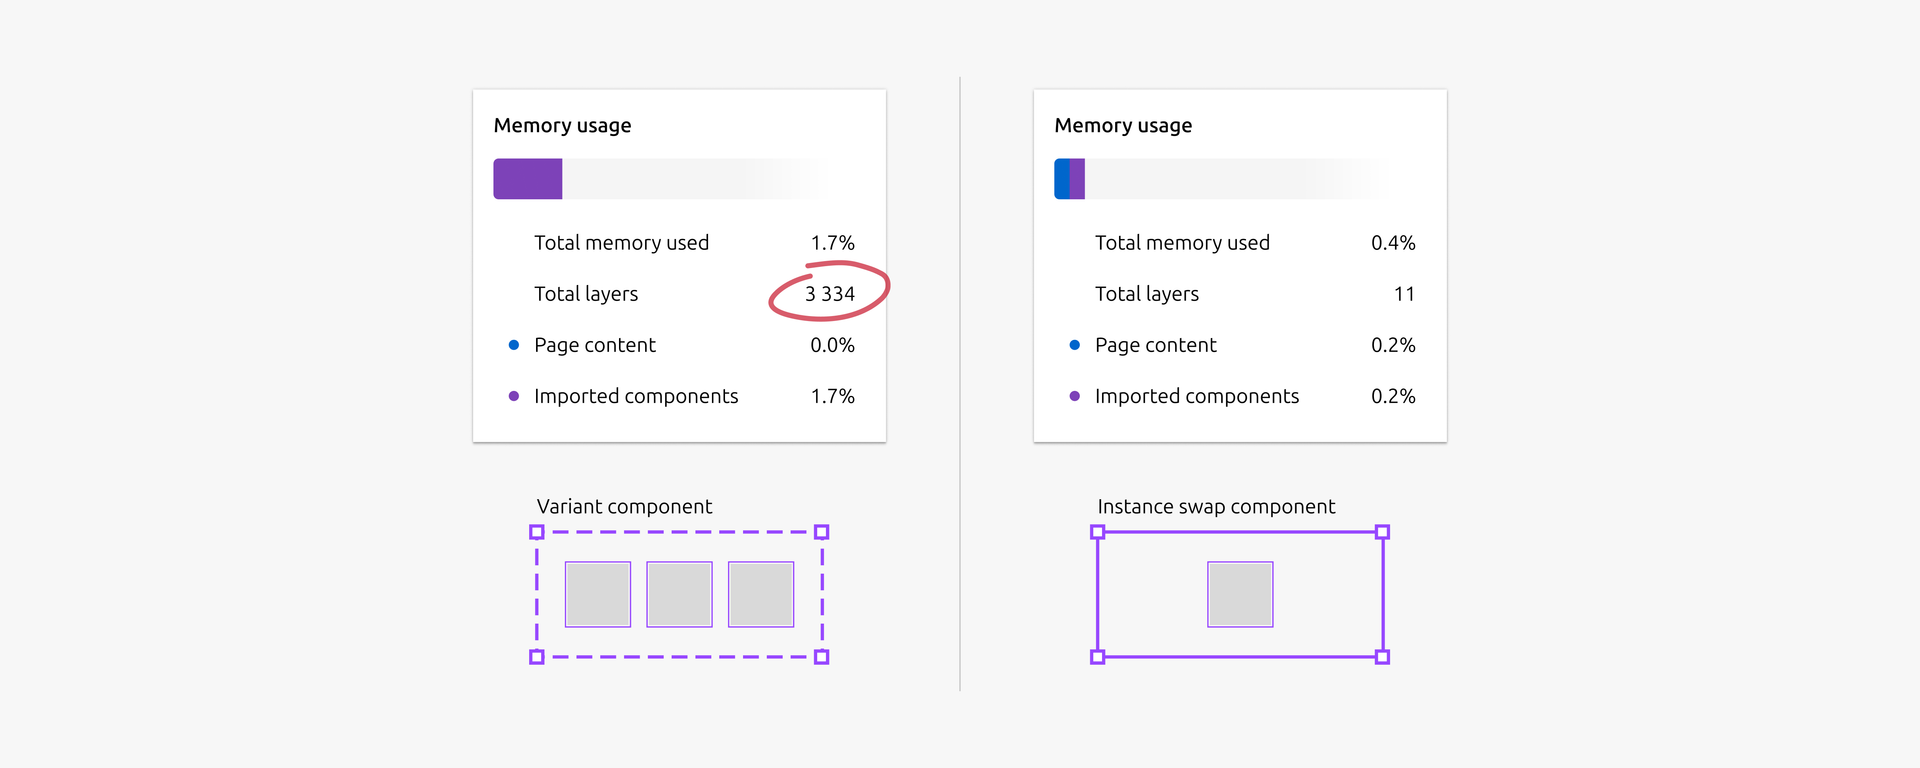 Memory usage
Total memory used 1.7%
Total layers 3 334
Page content 0.0%
Imported components 1.7%
Variant component
Memory usage
Total memory used 0.4%
Total layers 11
Page content 0.2%
Imported components 0.2%
Instance swap component